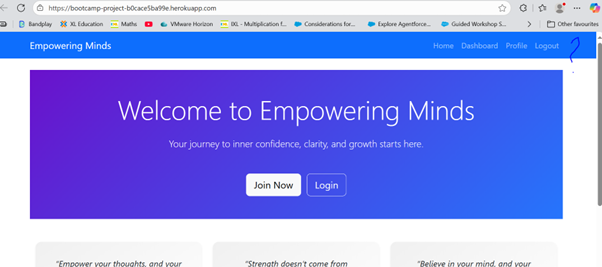 https://bootcamp-project-b0cace5ba99e.herokuapp.com
Bandplay XL Education Maths VMware Horizon IXL - Multiplication f... Considerations for... Explore Agentforce... Guided Workshop S... Other favourites
Empowering Minds Home Dashboard Profile Logout
Welcome to Empowering Minds
Your journey to inner confidence, clarity, and growth starts here.
Join Now Login
"Empower your thoughts, and your "Strength doesn't come from "Believe in your mind, and your